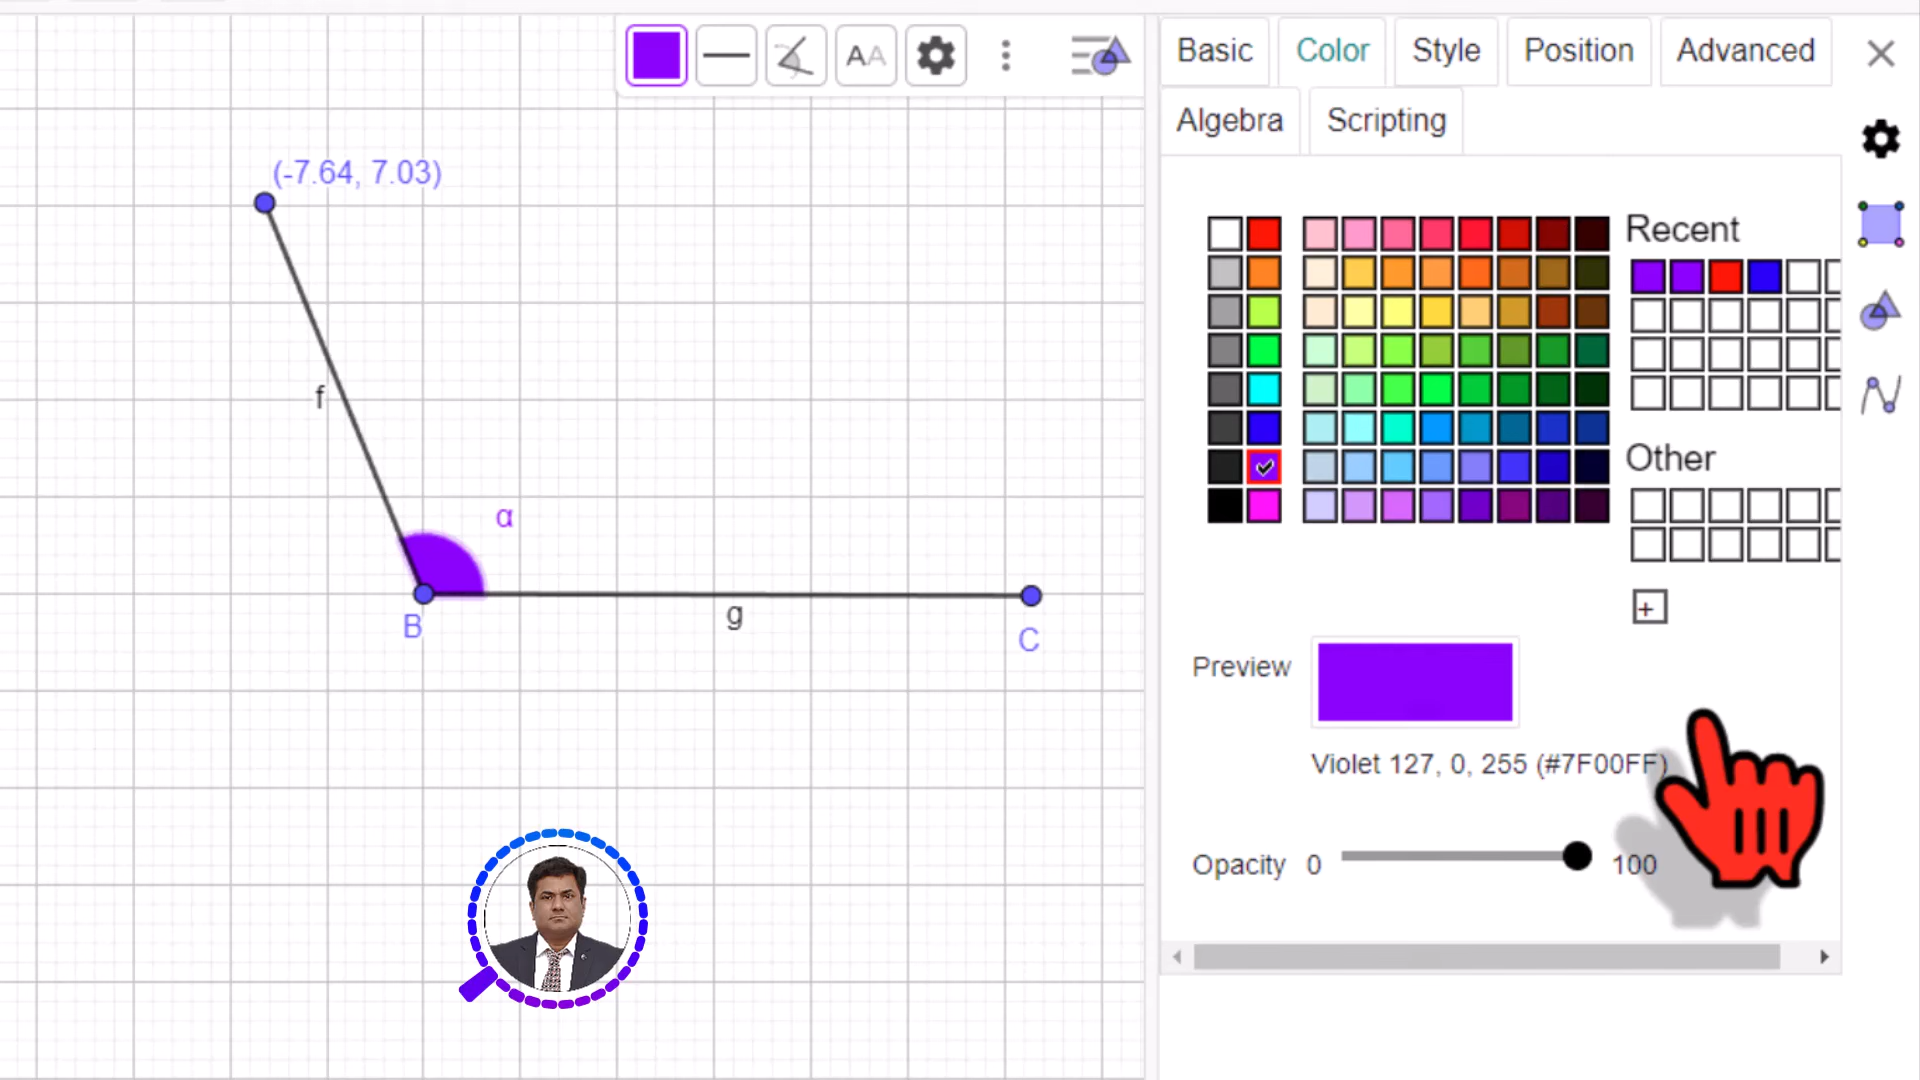 AA
Basic Color Style Position Advanced
Algebra Scripting
(-7.64, 7.03)
Recent
f
Other
α
B
g
C
Preview
Violet 127, 0, 255 (#7F00FF)
Opacity 0 100